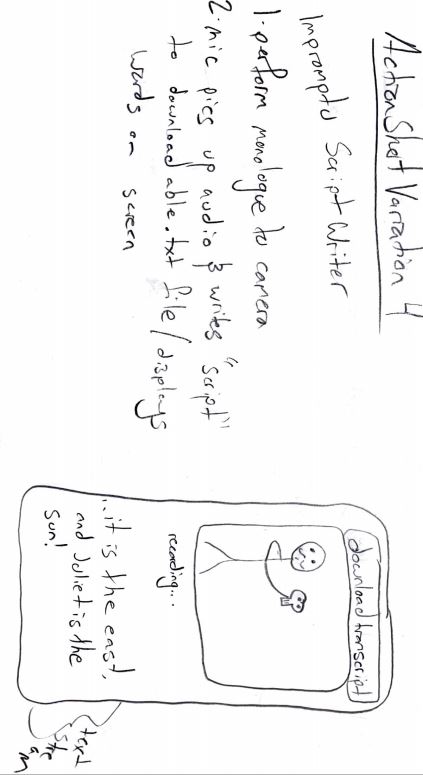 ActionShot Variation 4
Impromptu Script Writer
1. perform monologue to camera
2. mic pics up audio & writes "script"
to downloadable.txt file/displays
words on screen
download transcript
recording...
...it is the east,
and Juliet is the
Sun!
text
stream